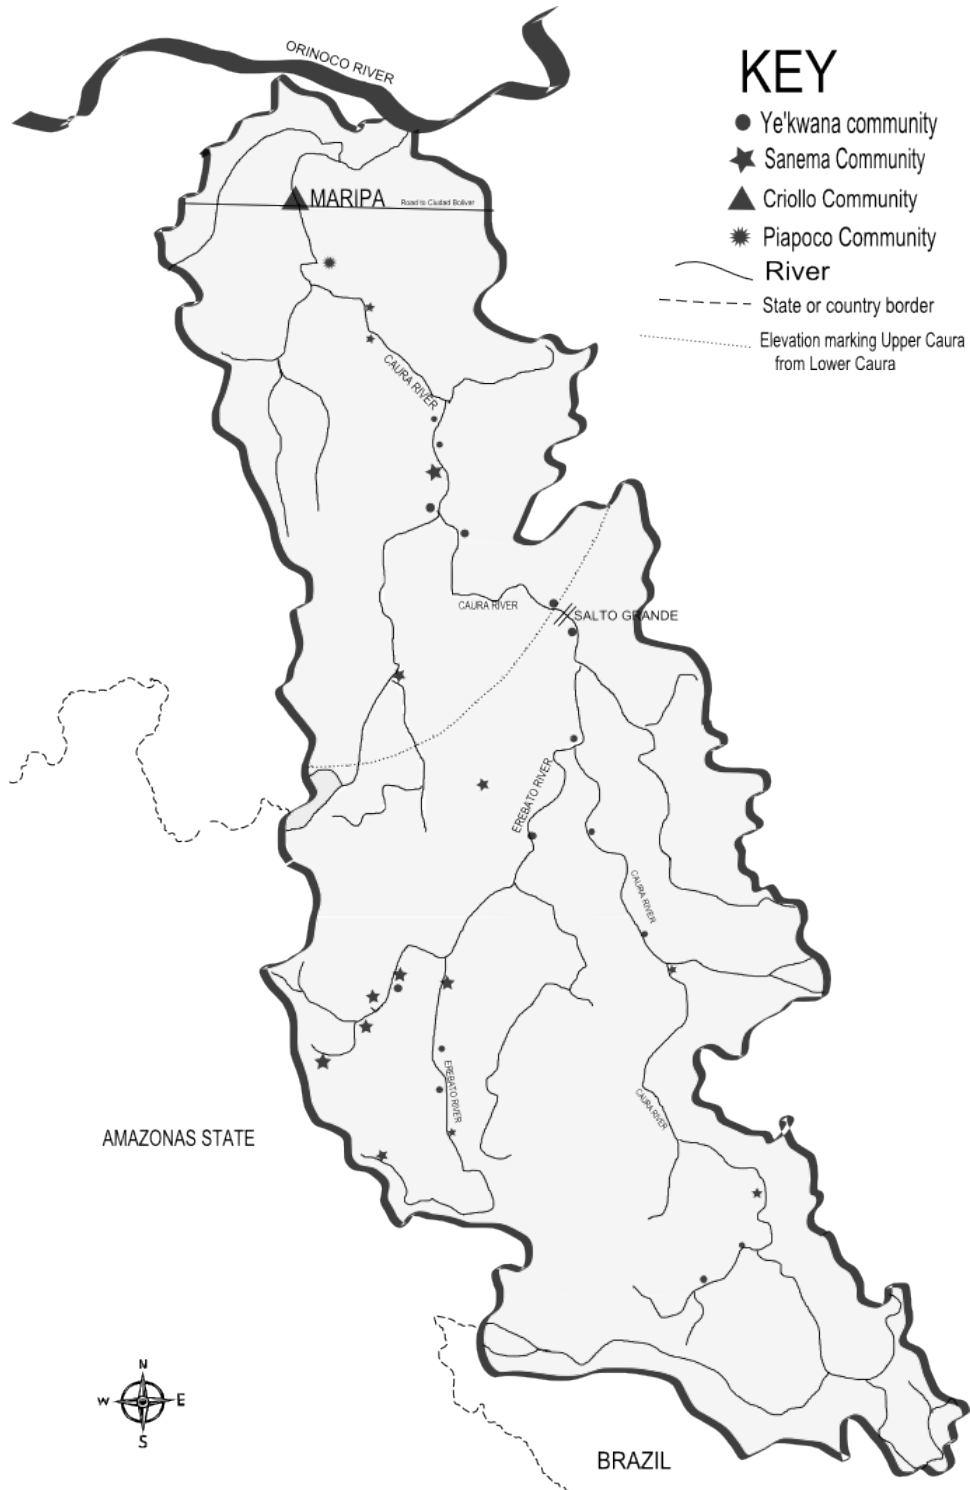 ORINOCO RIVER
KEY
Ye'kwana community
Sanema Community
Criollo Community
Piapoco Community
River
State or country border
Elevation marking Upper Caura
from Lower Caura
MARIPA
Road to Ciudad Bolivar
CAURA RIVER
CAURA RIVER
SALTO GRANDE
EREBATO RIVER
CAURA RIVER
EREBATO RIVER
CAURA RIVER
AMAZONAS STATE
N
W E
S
BRAZIL